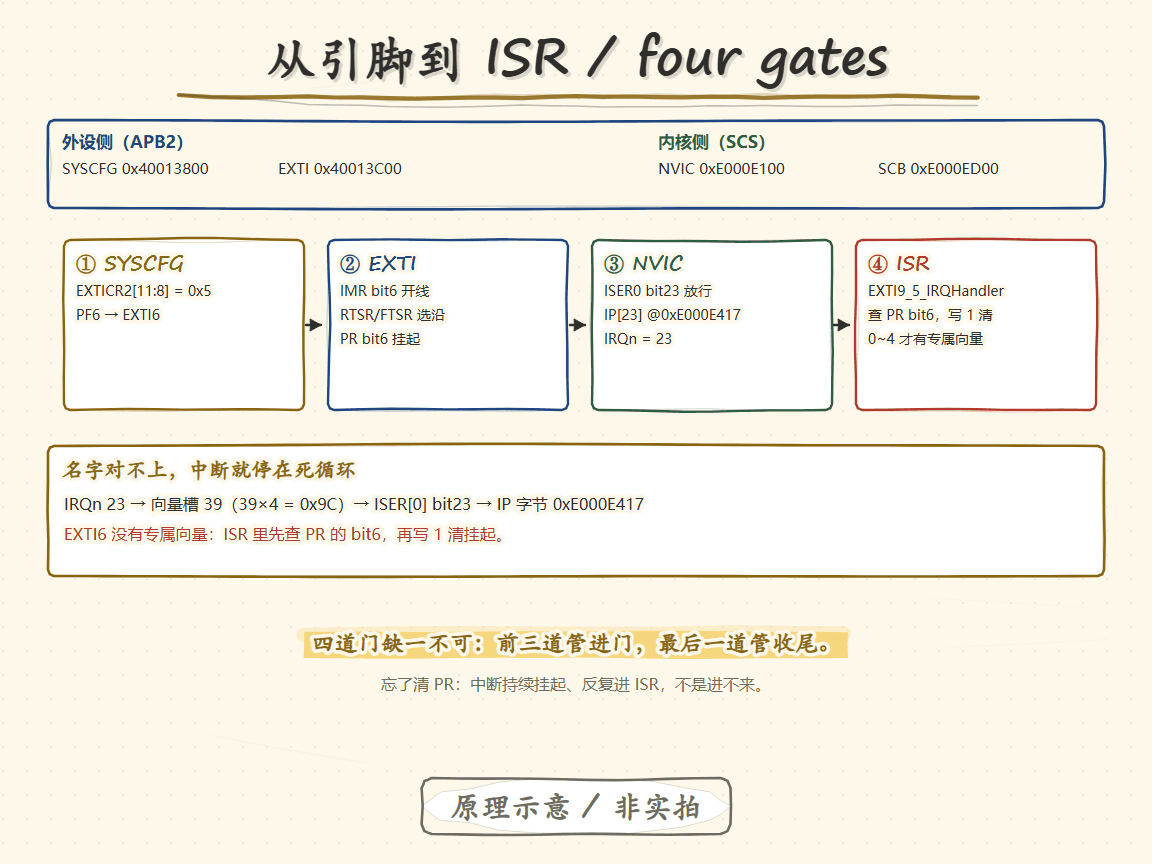 从引脚到 ISR / four gates
外设侧（APB2）
SYSCFG 0x40013800
EXTI 0x40013C00
内核侧（SCS）
NVIC 0xE000E100
SCB 0xE000ED00
① SYSCFG
EXTICR2[11:8] = 0x5
PF6 → EXTI6
② EXTI
IMR bit6 开线
RTSR/FTSR 选沿
PR bit6 挂起
③ NVIC
ISER0 bit23 放行
IP[23] @0xE000E417
IRQn = 23
④ ISR
EXTI9_5_IRQHandler
查 PR bit6，写 1 清
0~4 才有专属向量
名字对不上，中断就停在死循环
IRQn 23 → 向量槽 39（39×4 = 0x9C）→ ISER[0] bit23 → IP 字节 0xE000E417
EXTI6 没有专属向量：ISR 里先查 PR 的 bit6，再写 1 清挂起。
四道门缺一不可：前三道管进门，最后一道管收尾。
忘了清 PR：中断持续挂起、反复进 ISR，不是进不来。
原理示意 / 非实拍